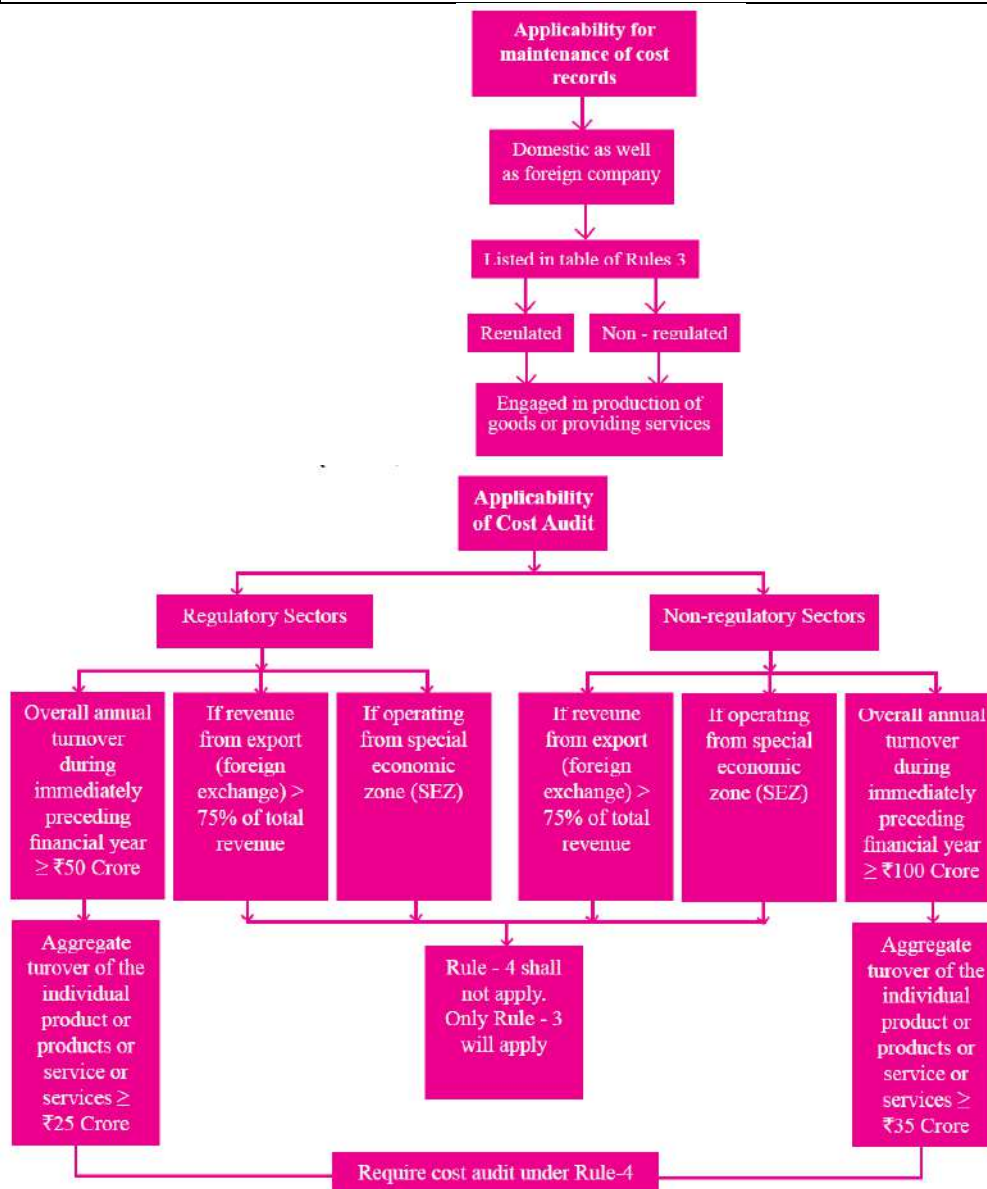 Applicability for
maintenance of cost
records
Domestic as well
as foreign company
Listed in table of Rules 3
Regulated
Non - regulated
Engaged in production of
goods or providing services
Applicability
of Cost Audit
Regulatory Sectors
Non-regulatory Sectors
Overall annual
turnover
during
immediately
preceding
financial year
≥ ₹50 Crore
If revenue
from export
(foreign
exchange) >
75% of total
revenue
If operating
from special
economic
zone (SEZ)
If reveune
from export
(foreign
exchange) >
75% of total
revenue
If operating
from special
economic
zone (SEZ)
Overall annual
turnover
during
immediately
preceding
financial year
≥ ₹100 Crore
Aggregate
turover of the
individual
product or
products or
service or
services ≥
₹25 Crore
Rule - 4 shall
not apply.
Only Rule - 3
will apply
Aggregate
turover of the
individual
product or
products or
service or
services ≥
₹35 Crore
Require cost audit under Rule-4